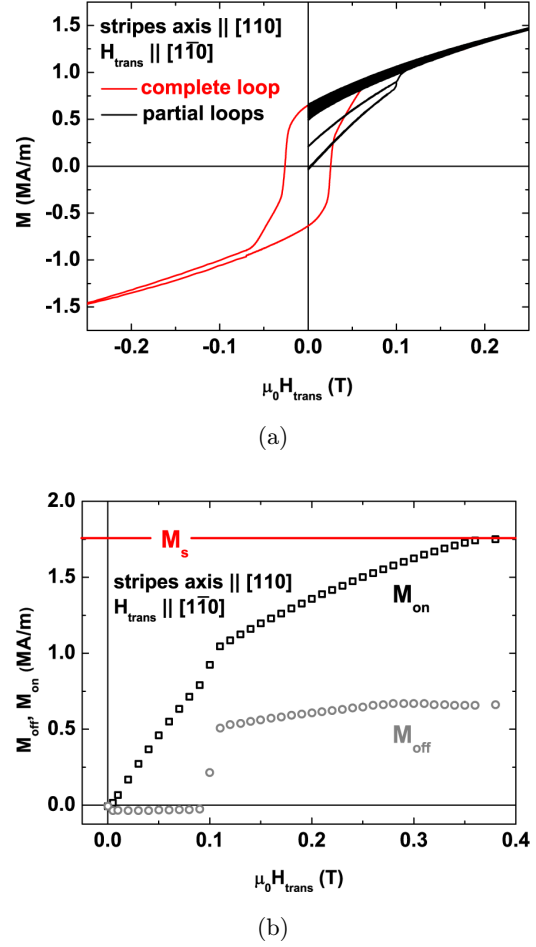 stripes axis || [110]
H_trans || [11̅0]
complete loop
partial loops
1.5
1.0
0.5
0.0
-0.5
-1.0
-1.5
M (MA/m)
-0.2 -0.1 0.0 0.1 0.2
μ₀H_trans (T)
(a)
2.0
1.5
1.0
0.5
0.0
M_off, M_on (MA/m)
M_s
stripes axis || [110]
H_trans || [11̅0]
M_on
M_off
0.0 0.1 0.2 0.3 0.4
μ₀H_trans (T)
(b)